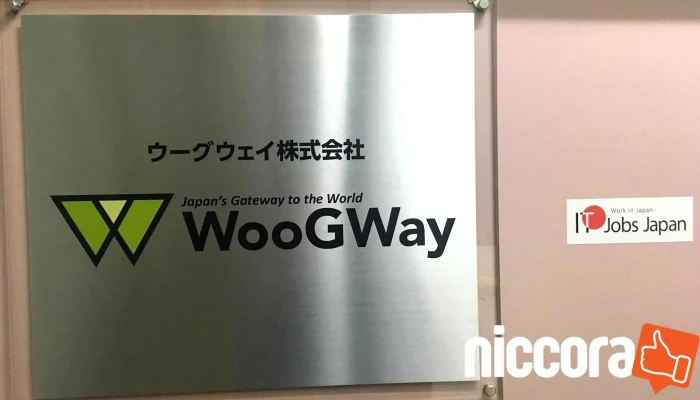 ウーグウェイ株式会社
Japan's Gateway to the World
WooGWay
-Work in Japan-
IT Jobs Japan
niccora